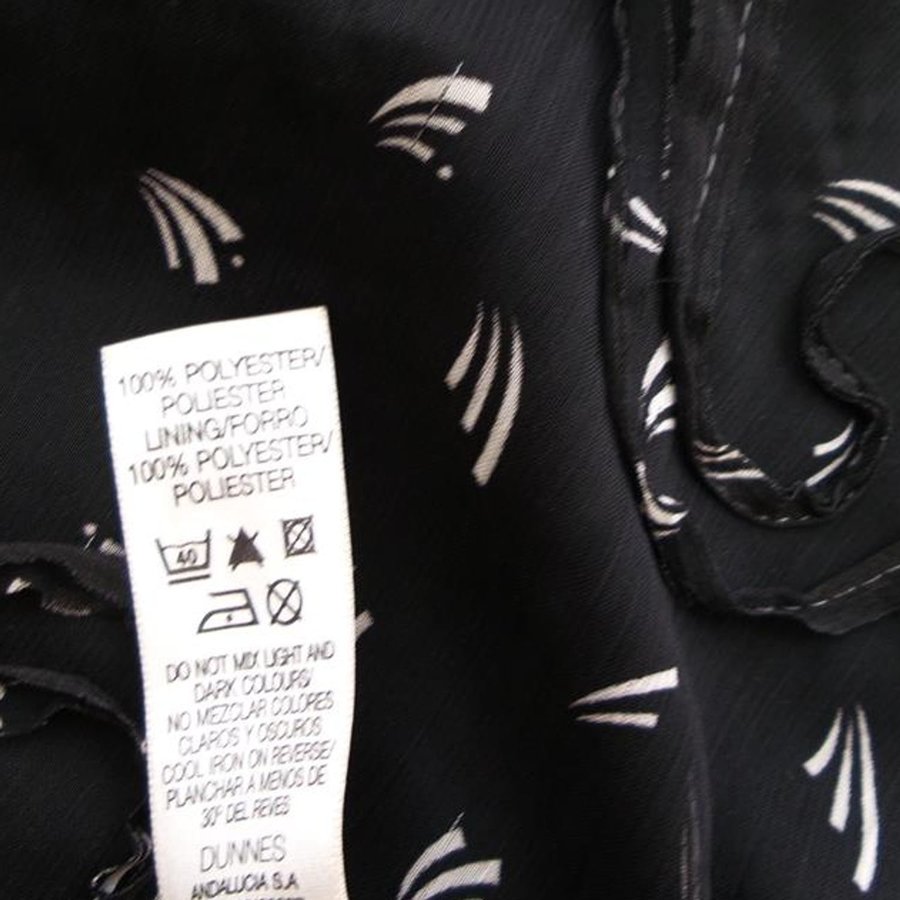 100% POLYESTER/
POLIESTER
LINING/FORRO
100% POLYESTER/
POLIESTER
40
DO NOT MIX LIGHT AND
DARK COLOURS/
NO MEZCLAR COLORES
CLAROS Y OSCUROS
COOL IRON ON REVERSE/
PLANCHAR A MENOS DE
30º DEL REVES
DUNNES
ANDALUCIA S.A